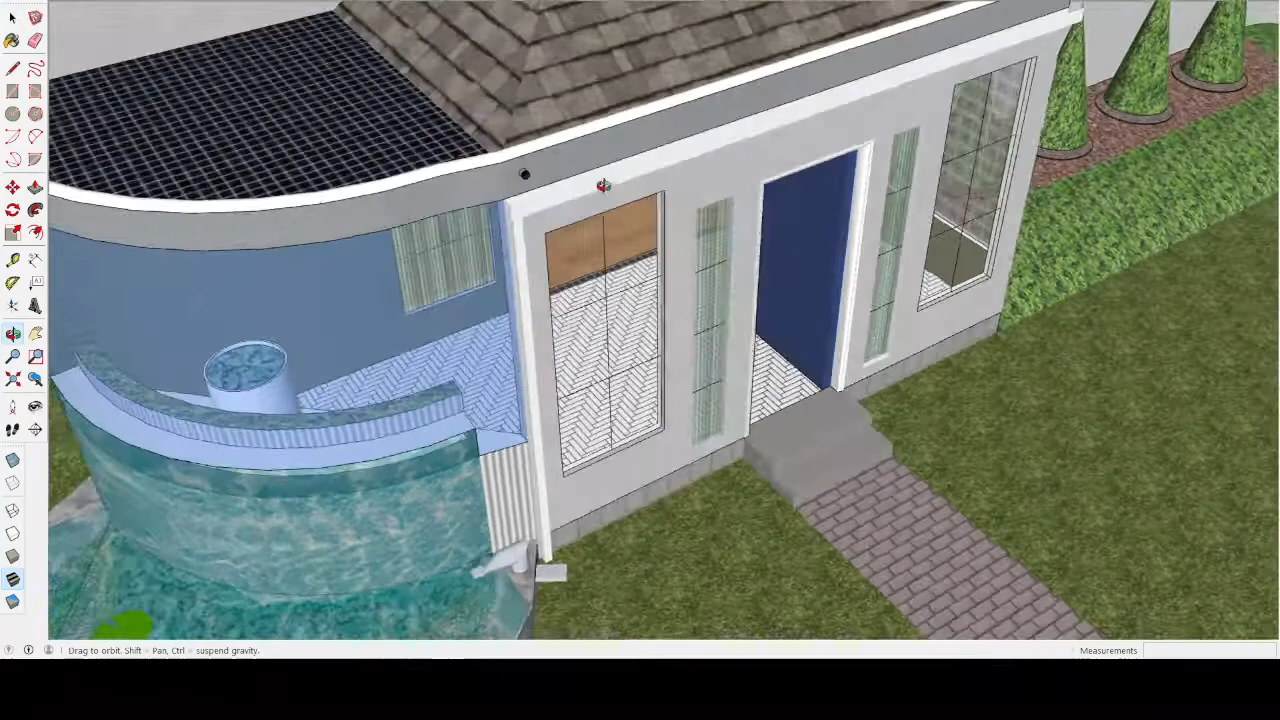 Drag to orbit. Shift = Pan, Ctrl = suspend gravity.
Measurements